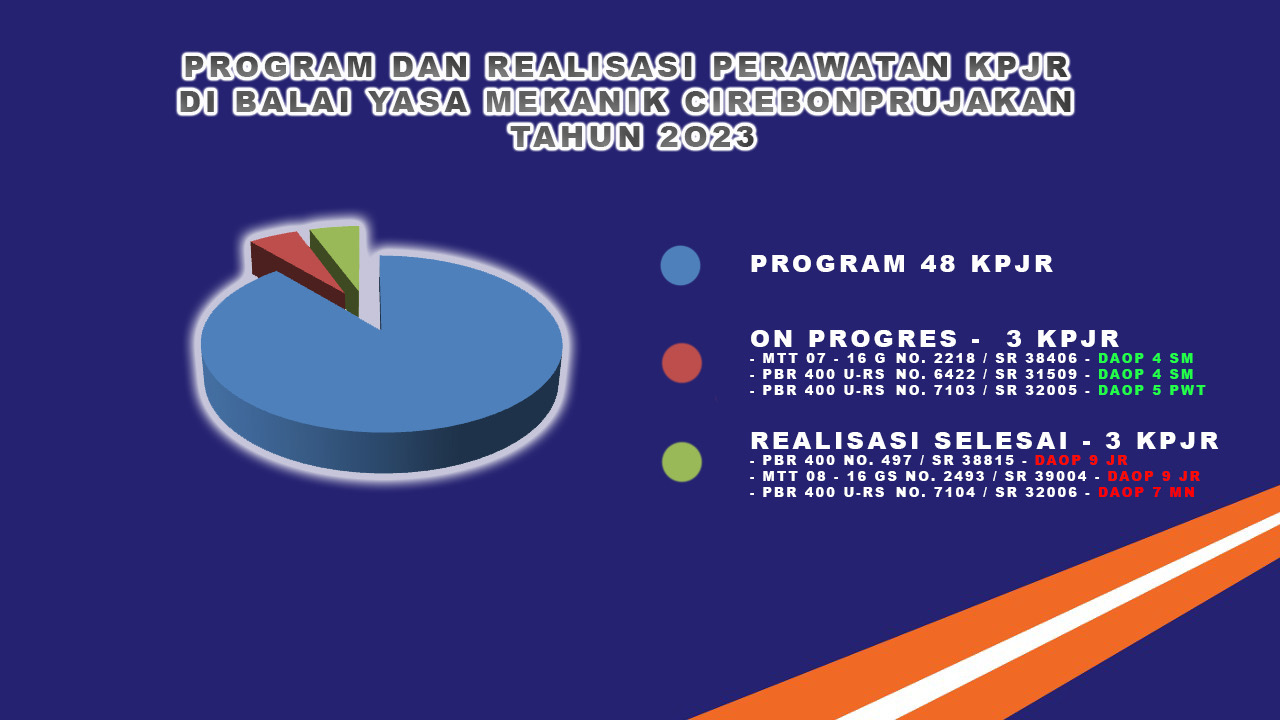 PROGRAM DAN REALISASI PERAWATAN KPJR
DI BALAI YASA MEKANIK CIREBONPRUJAKAN
TAHUN 2023
PROGRAM 48 KPJR
ON PROGRES - 3 KPJR
- MTT 07 - 16 G NO. 2218 / SR 38406 - DAOP 4 SM
- PBR 400 U-RS NO. 6422 / SR 31509 - DAOP 4 SM
- PBR 400 U-RS NO. 7103 / SR 32005 - DAOP 5 PWT
REALISASI SELESAI - 3 KPJR
- PBR 400 NO. 497 / SR 38815 - DAOP 9 JR
- MTT 08 - 16 GS NO. 2493 / SR 39004 - DAOP 9 JR
- PBR 400 U-RS NO. 7104 / SR 32006 - DAOP 7 MN